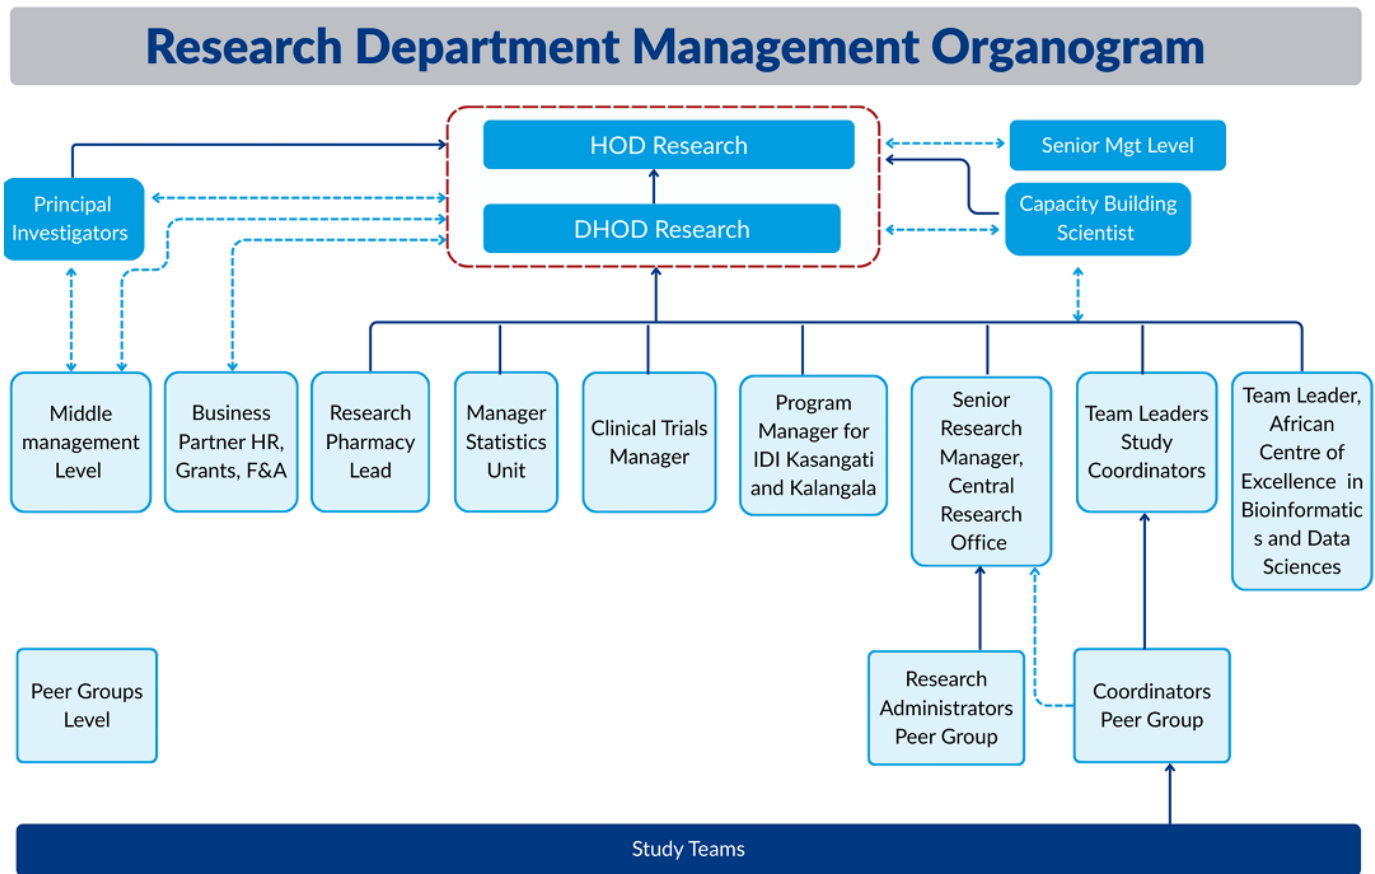 Research Department Management Organogram
HOD Research
Senior Mgt Level
Principal
Investigators
DHOD Research
Capacity Building
Scientist
Middle
management
Level
Business
Partner HR,
Grants, F&A
Research
Pharmacy
Lead
Manager
Statistics
Unit
Clinical Trials
Manager
Program
Manager for
IDI Kasangati
and Kalangala
Senior
Research
Manager,
Central
Research
Office
Team Leaders
Study
Coordinators
Team Leader,
African
Centre of
Excellence in
Bioinformatic
s and Data
Sciences
Peer Groups
Level
Research
Administrators
Peer Group
Coordinators
Peer Group
Study Teams